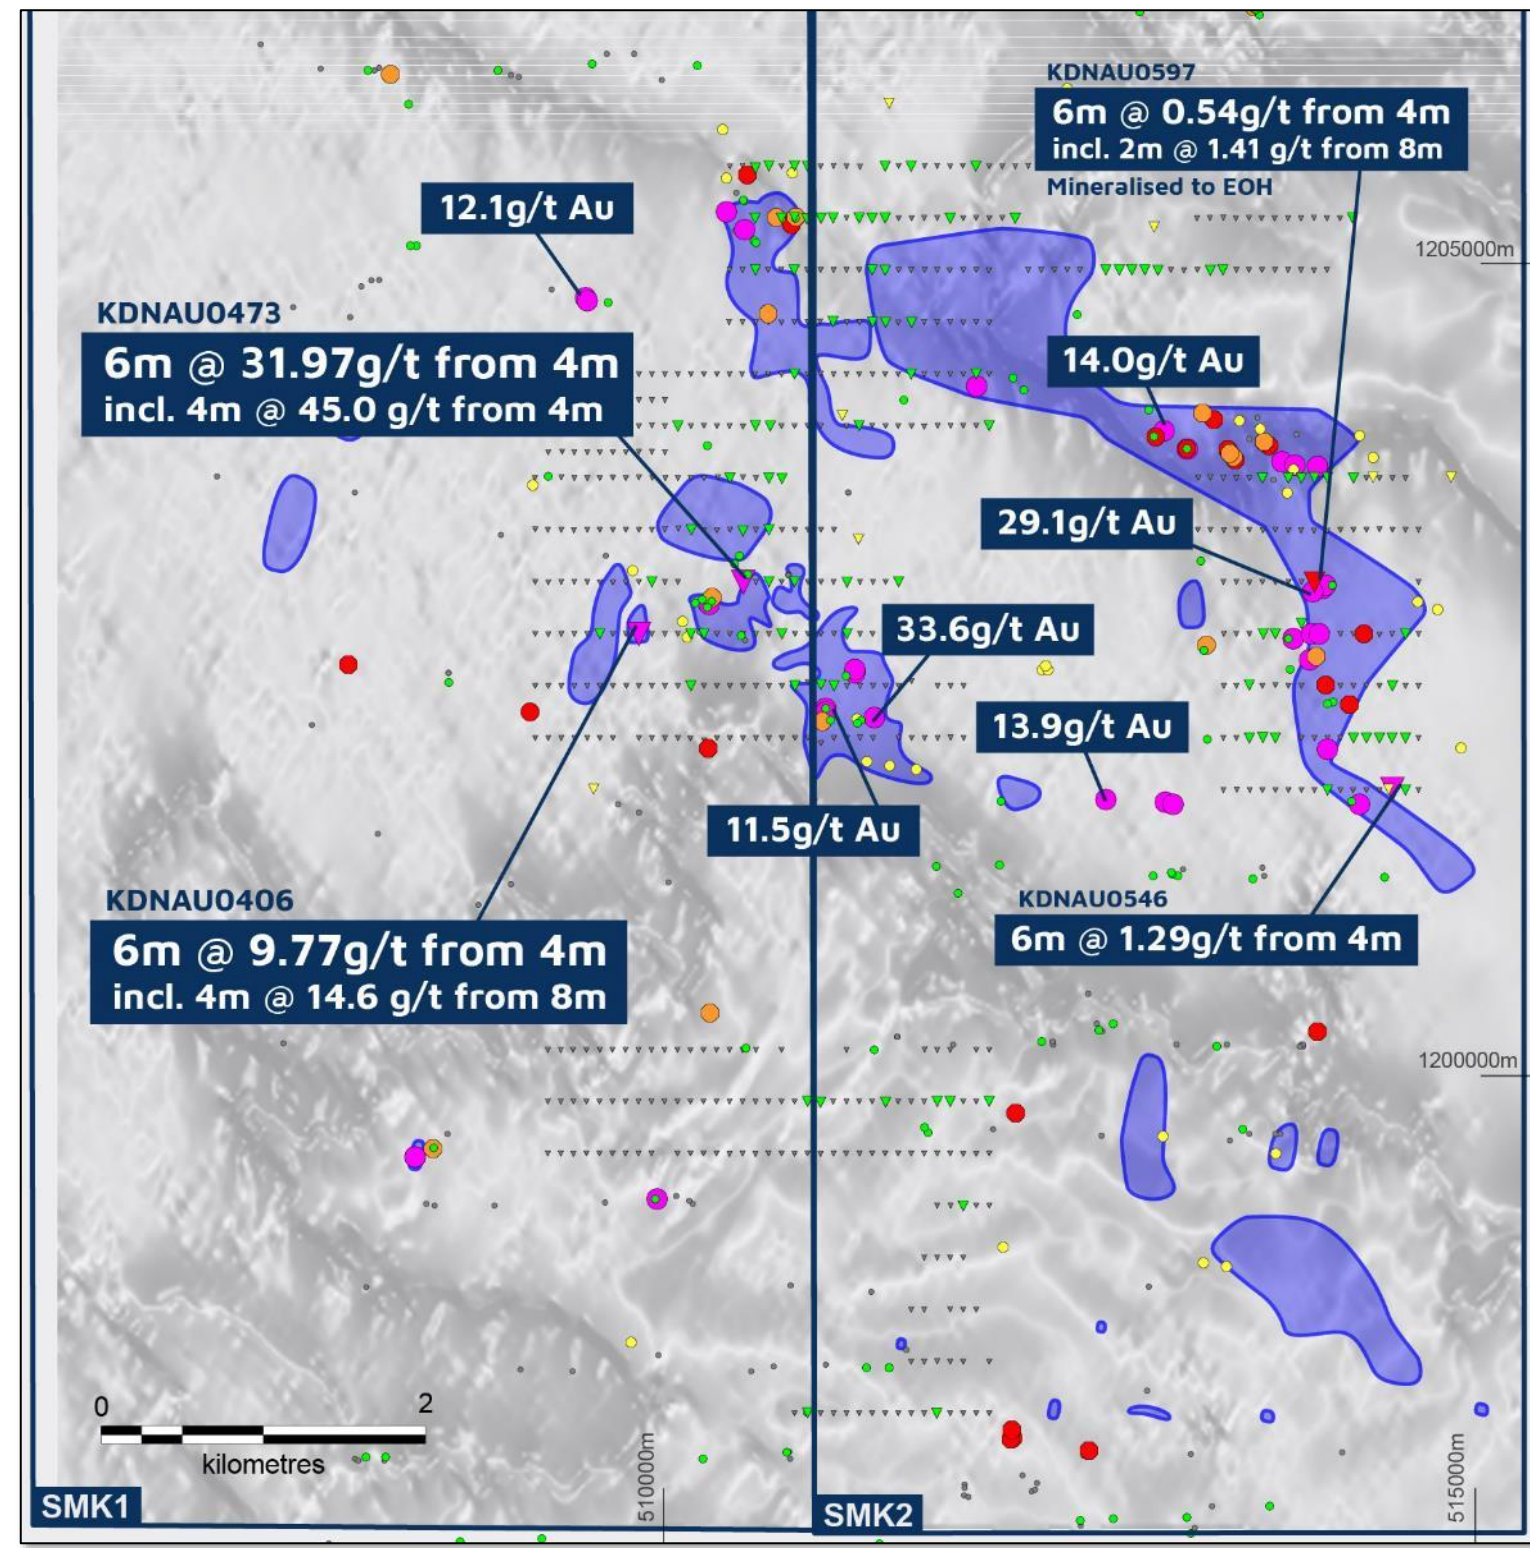 KDNAU0597
6m @ 0.54g/t from 4m
incl. 2m @ 1.41 g/t from 8m
Mineralised to EOH
12.1g/t Au
1205000m
KDNAU0473
6m @ 31.97g/t from 4m
incl. 4m @ 45.0 g/t from 4m
14.0g/t Au
29.1g/t Au
33.6g/t Au
13.9g/t Au
11.5g/t Au
KDNAU0406
6m @ 9.77g/t from 4m
incl. 4m @ 14.6 g/t from 8m
KDNAU0546
6m @ 1.29g/t from 4m
1200000m
0 2
kilometres
510000m
515000m
SMK1
SMK2